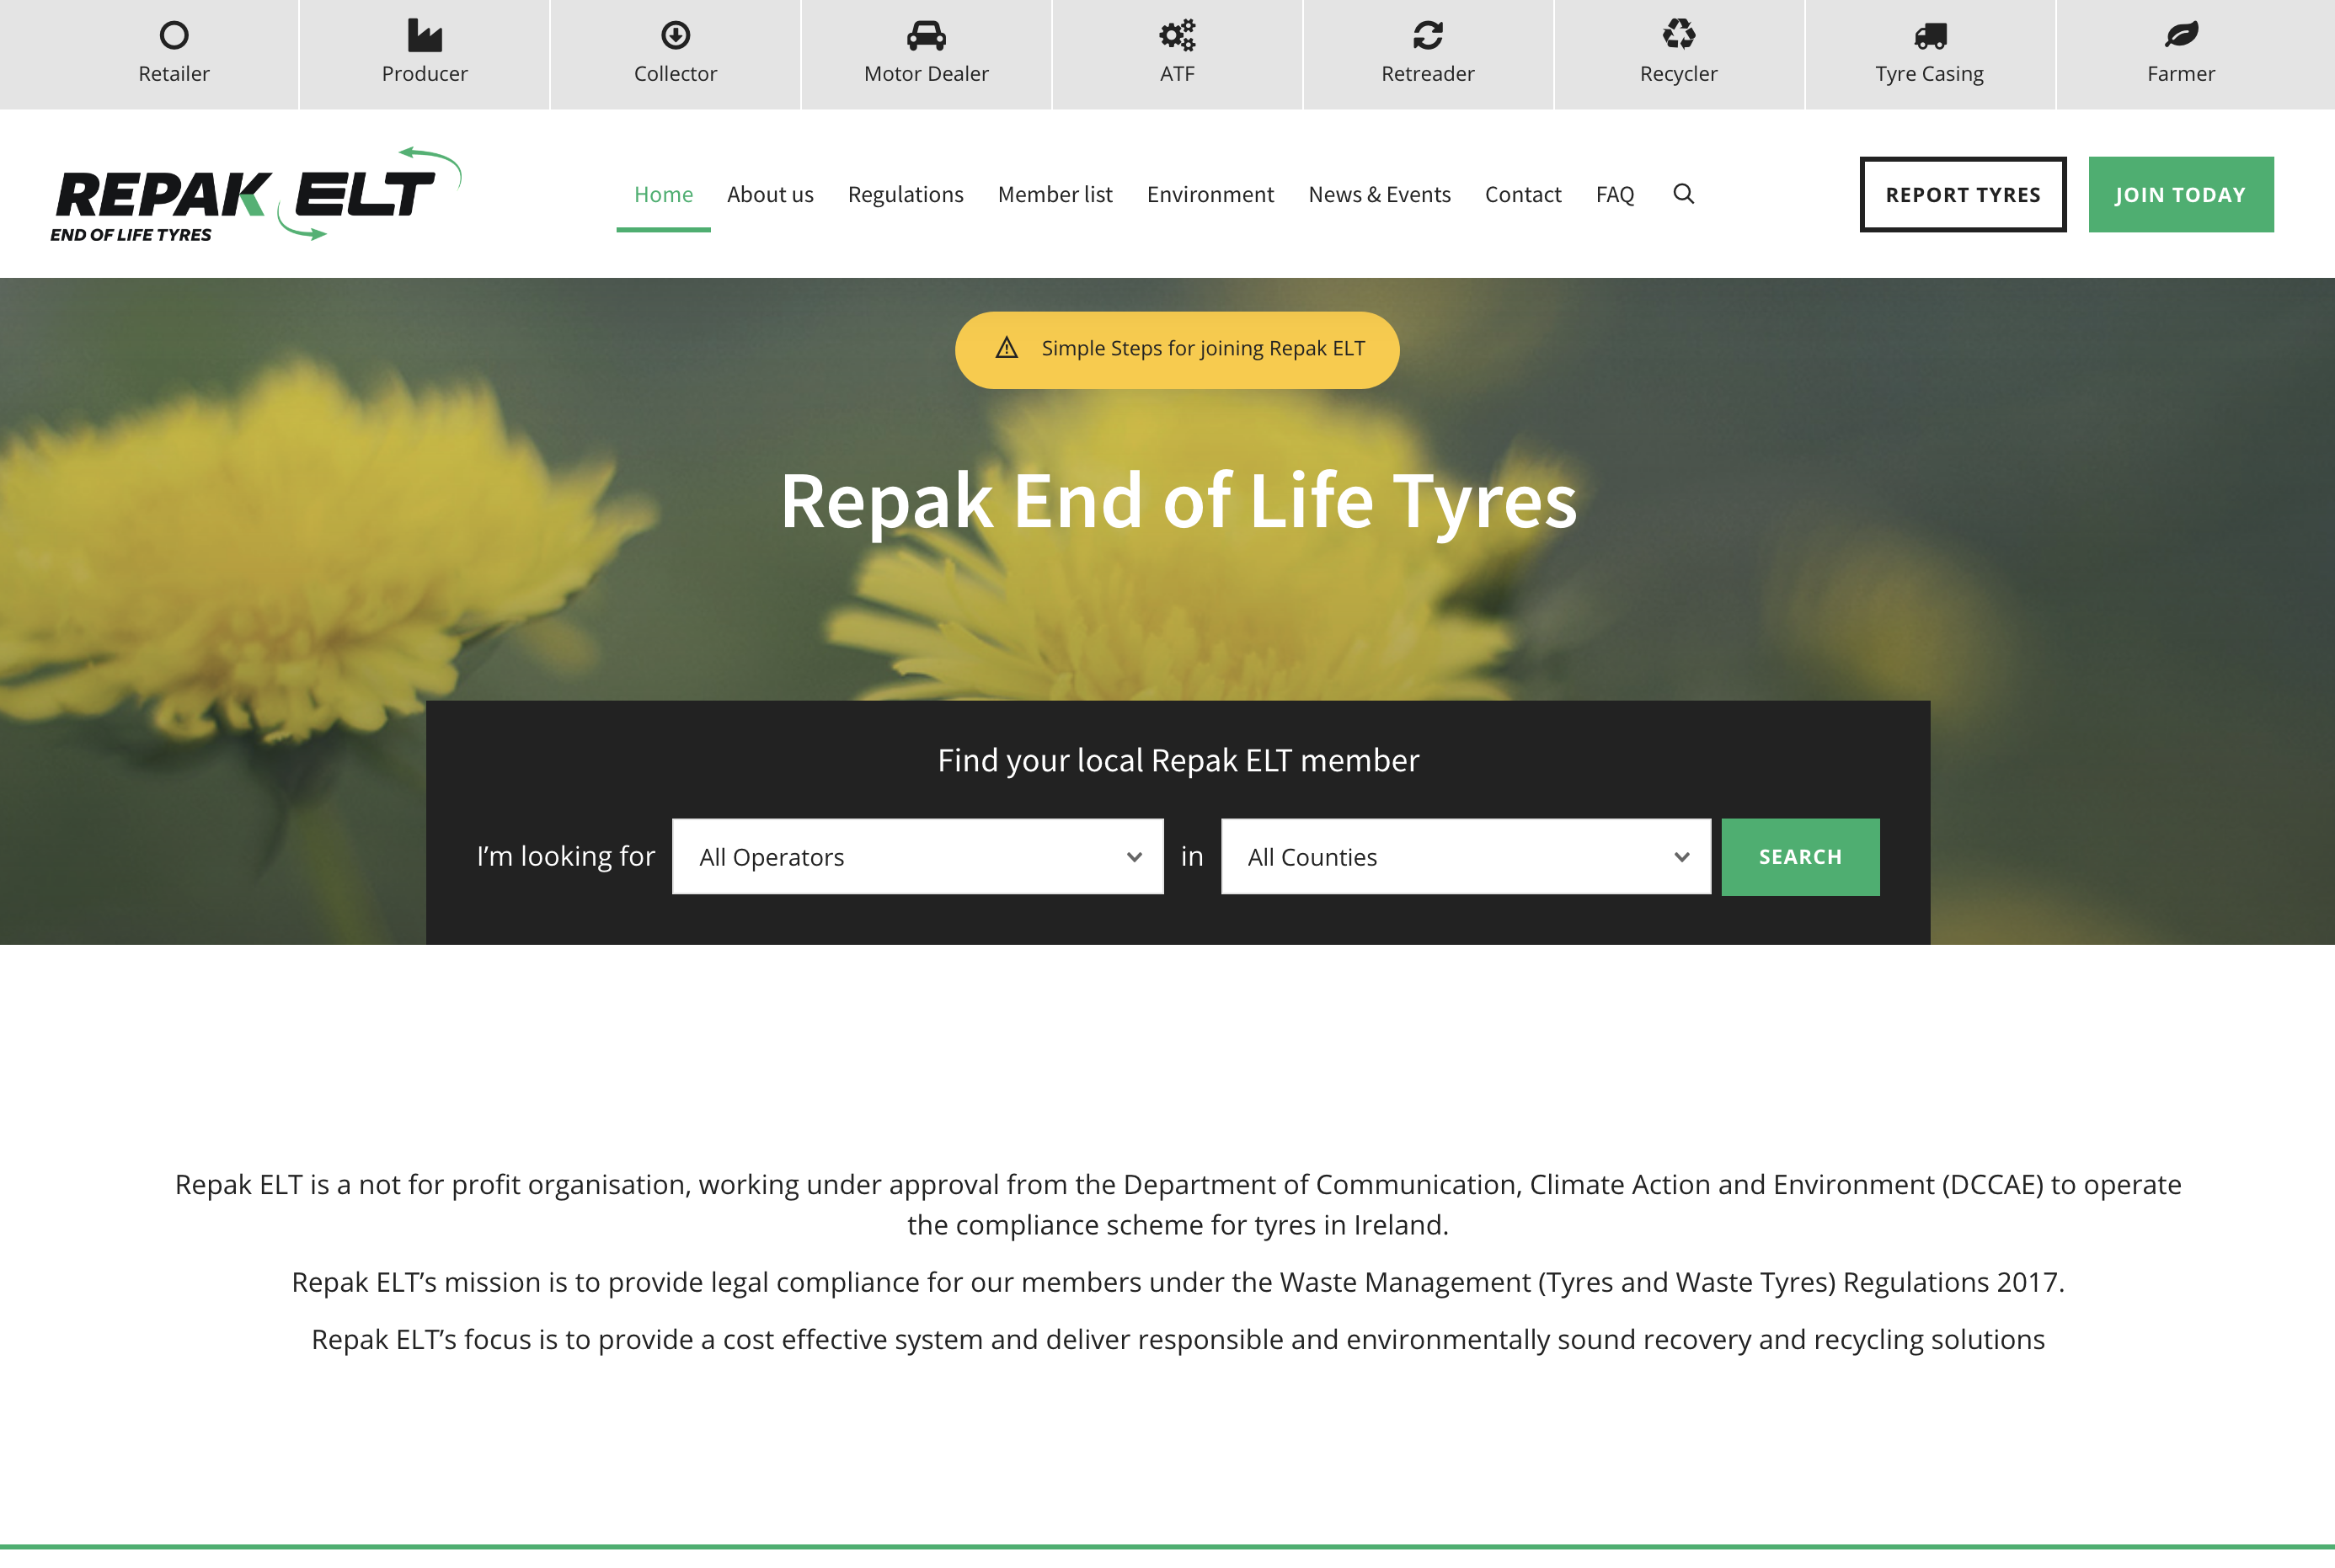 Retailer
Producer
Collector
Motor Dealer
ATF
Retreader
Recycler
Tyre Casing
Farmer
REPAK ELT
END OF LIFE TYRES
Home
About us
Regulations
Member list
Environment
News & Events
Contact
FAQ
REPORT TYRES
JOIN TODAY
Simple Steps for joining Repak ELT
Repak End of Life Tyres
Find your local Repak ELT member
I’m looking for
All Operators
in
All Counties
SEARCH
Repak ELT is a not for profit organisation, working under approval from the Department of Communication, Climate Action and Environment (DCCAE) to operate
the compliance scheme for tyres in Ireland.
Repak ELT’s mission is to provide legal compliance for our members under the Waste Management (Tyres and Waste Tyres) Regulations 2017.
Repak ELT’s focus is to provide a cost effective system and deliver responsible and environmentally sound recovery and recycling solutions